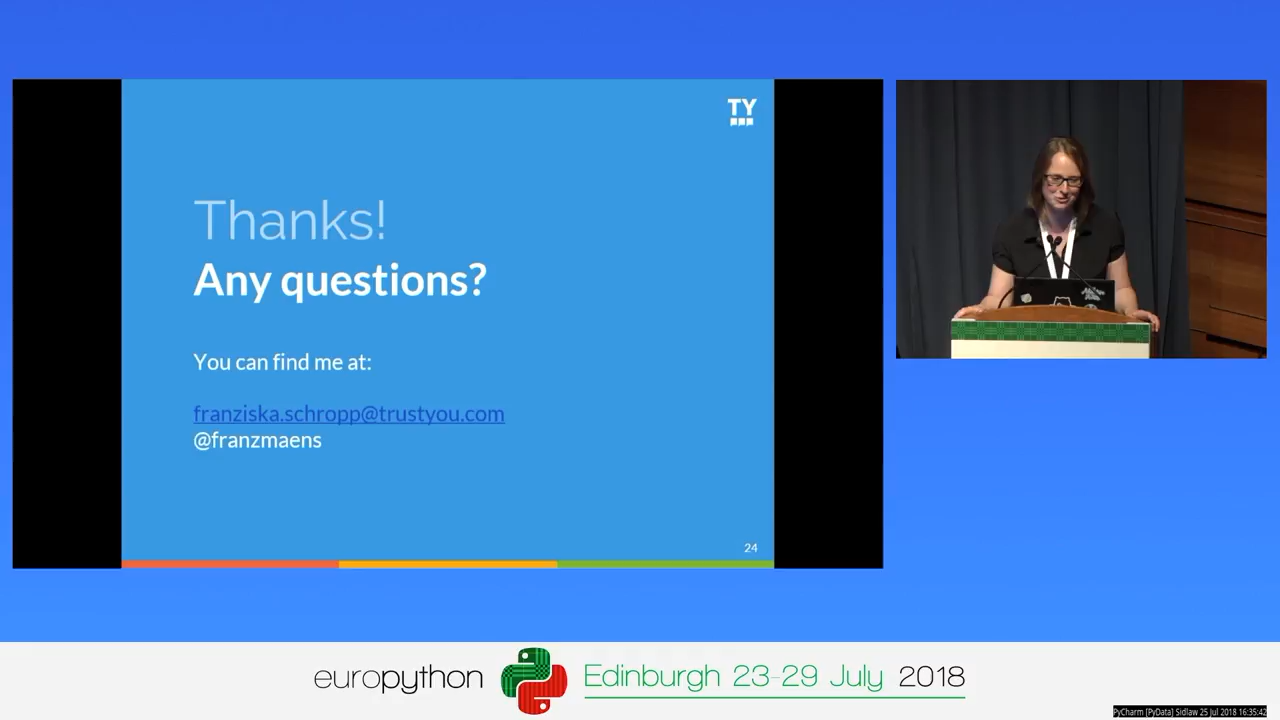 TY
Thanks!
Any questions?
You can find me at:
franziska.schropp@trustyou.com
@franzmaens
24
europython
Edinburgh 23-29 July 2018
PyCharm [PyData] Sidlaw 25 Jul 2018 16:35:42